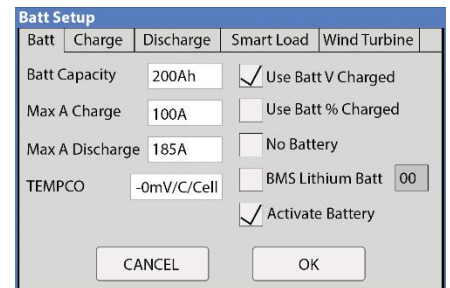 Batt Setup
Batt Charge Discharge Smart Load Wind Turbine
Batt Capacity 200Ah Use Batt V Charged
Max A Charge 100A Use Batt % Charged
Max A Discharge 185A No Battery
TEMPCO -0mV/C/Cell BMS Lithium Batt 00
Activate Battery
CANCEL OK